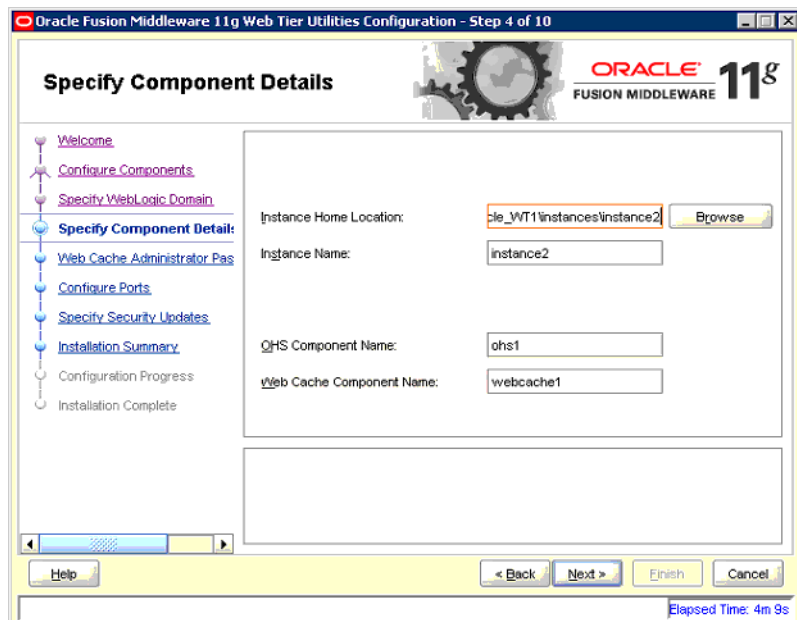 Oracle Fusion Middleware 11g Web Tier Utilities Configuration - Step 4 of 10
Specify Component Details
ORACLE
FUSION MIDDLEWARE 11g
Welcome
Configure Components
Specify WebLogic Domain
Specify Component Details
Web Cache Administrator Pas
Configure Ports
Specify Security Updates
Installation Summary
Configuration Progress
Installation Complete
Instance Home Location: cle_WT1\instances\instance2 Browse
Instance Name: instance2
OHS Component Name: ohs1
Web Cache Component Name: webcache1
Help < Back Next > Finish Cancel
Elapsed Time: 4m 9s